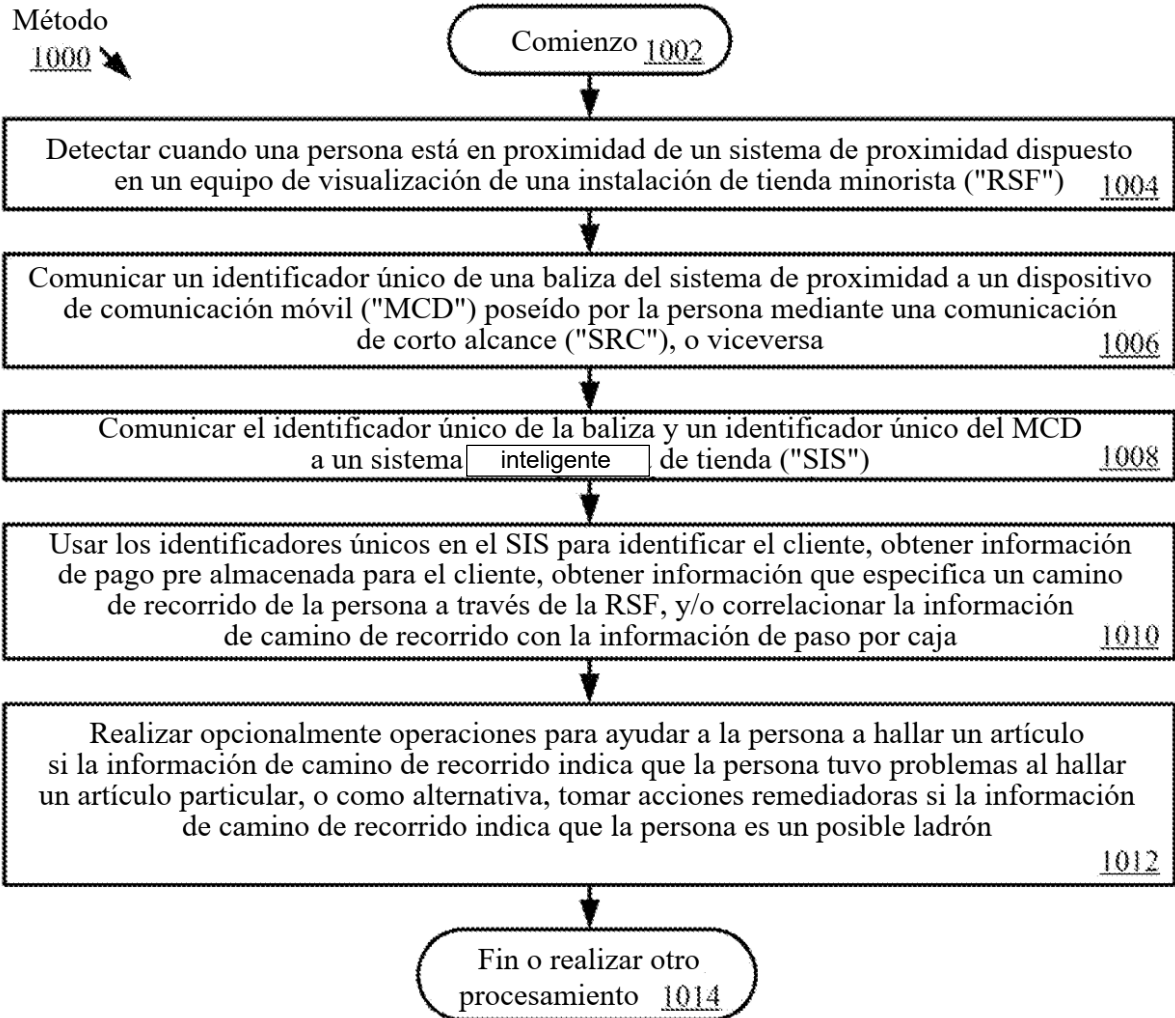 Método
1000
Comienzo 1002
Detectar cuando una persona está en proximidad de un sistema de proximidad dispuesto
en un equipo de visualización de una instalación de tienda minorista ("RSF") 1004
Comunicar un identificador único de una baliza del sistema de proximidad a un dispositivo
de comunicación móvil ("MCD") poseído por la persona mediante una comunicación
de corto alcance ("SRC"), o viceversa 1006
Comunicar el identificador único de la baliza y un identificador único del MCD
a un sistema inteligente de tienda ("SIS") 1008
Usar los identificadores únicos en el SIS para identificar el cliente, obtener información
de pago pre almacenada para el cliente, obtener información que especifica un camino
de recorrido de la persona a través de la RSF, y/o correlacionar la información
de camino de recorrido con la información de paso por caja 1010
Realizar opcionalmente operaciones para ayudar a la persona a hallar un artículo
si la información de camino de recorrido indica que la persona tuvo problemas al hallar
un artículo particular, o como alternativa, tomar acciones remediadoras si la información
de camino de recorrido indica que la persona es un posible ladrón
1012
Fin o realizar otro
procesamiento 1014